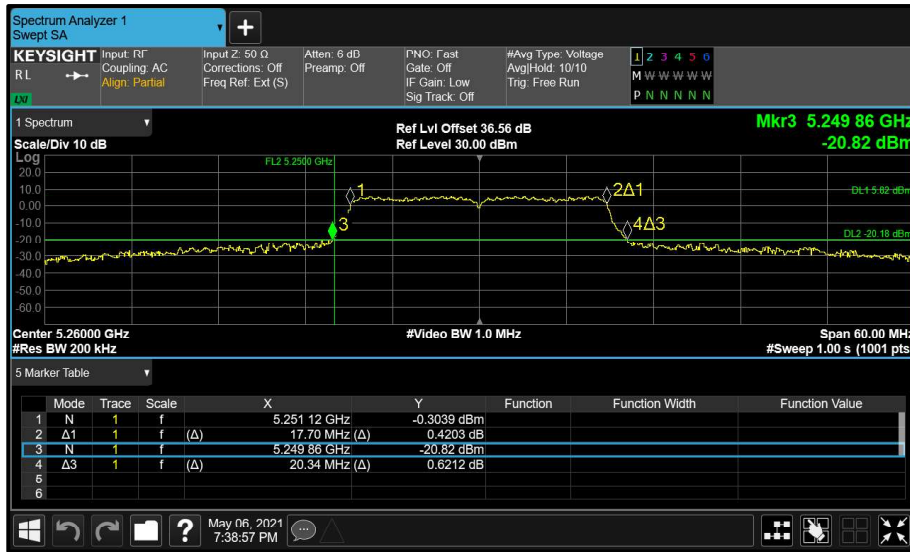 Spectrum Analyzer 1
Swept SA
KEYSIGHT Input: RF Input Z: 50 Ω Atten: 6 dB PNO: Fast #Avg Type: Voltage 1 2 3 4 5 6
RL Coupling: AC Corrections: Off Preamp: Off Gate: Off Avg|Hold: 10/10 M W W W W W
Align: Partial Freq Ref: Ext (S) IF Gain: Low Trig: Free Run
LXI Sig Track: Off P N N N N N
1 Spectrum Ref Lvl Offset 36.56 dB Mkr3 5.249 86 GHz
Scale/Div 10 dB Ref Level 30.00 dBm -20.82 dBm
Log FL2 5.2500 GHz
20.0
10.0 1 2Δ1 DL1 5.82 dBm
0.00
-10.0 3 4Δ3
-20.0 DL2 -20.18 dBm
-30.0
-40.0
-50.0
-60.0
Center 5.26000 GHz #Video BW 1.0 MHz Span 60.00 MHz
#Res BW 200 kHz #Sweep 1.00 s (1001 pts
5 Marker Table
Mode Trace Scale X Y Function Function Width Function Value
1 N 1 f 5.251 12 GHz -0.3039 dBm
2 Δ1 1 f (Δ) 17.70 MHz (Δ) 0.4203 dB
3 N 1 f 5.249 86 GHz -20.82 dBm
4 Δ3 1 f (Δ) 20.34 MHz (Δ) 0.6212 dB
5
6
? May 06, 2021
7:38:57 PM